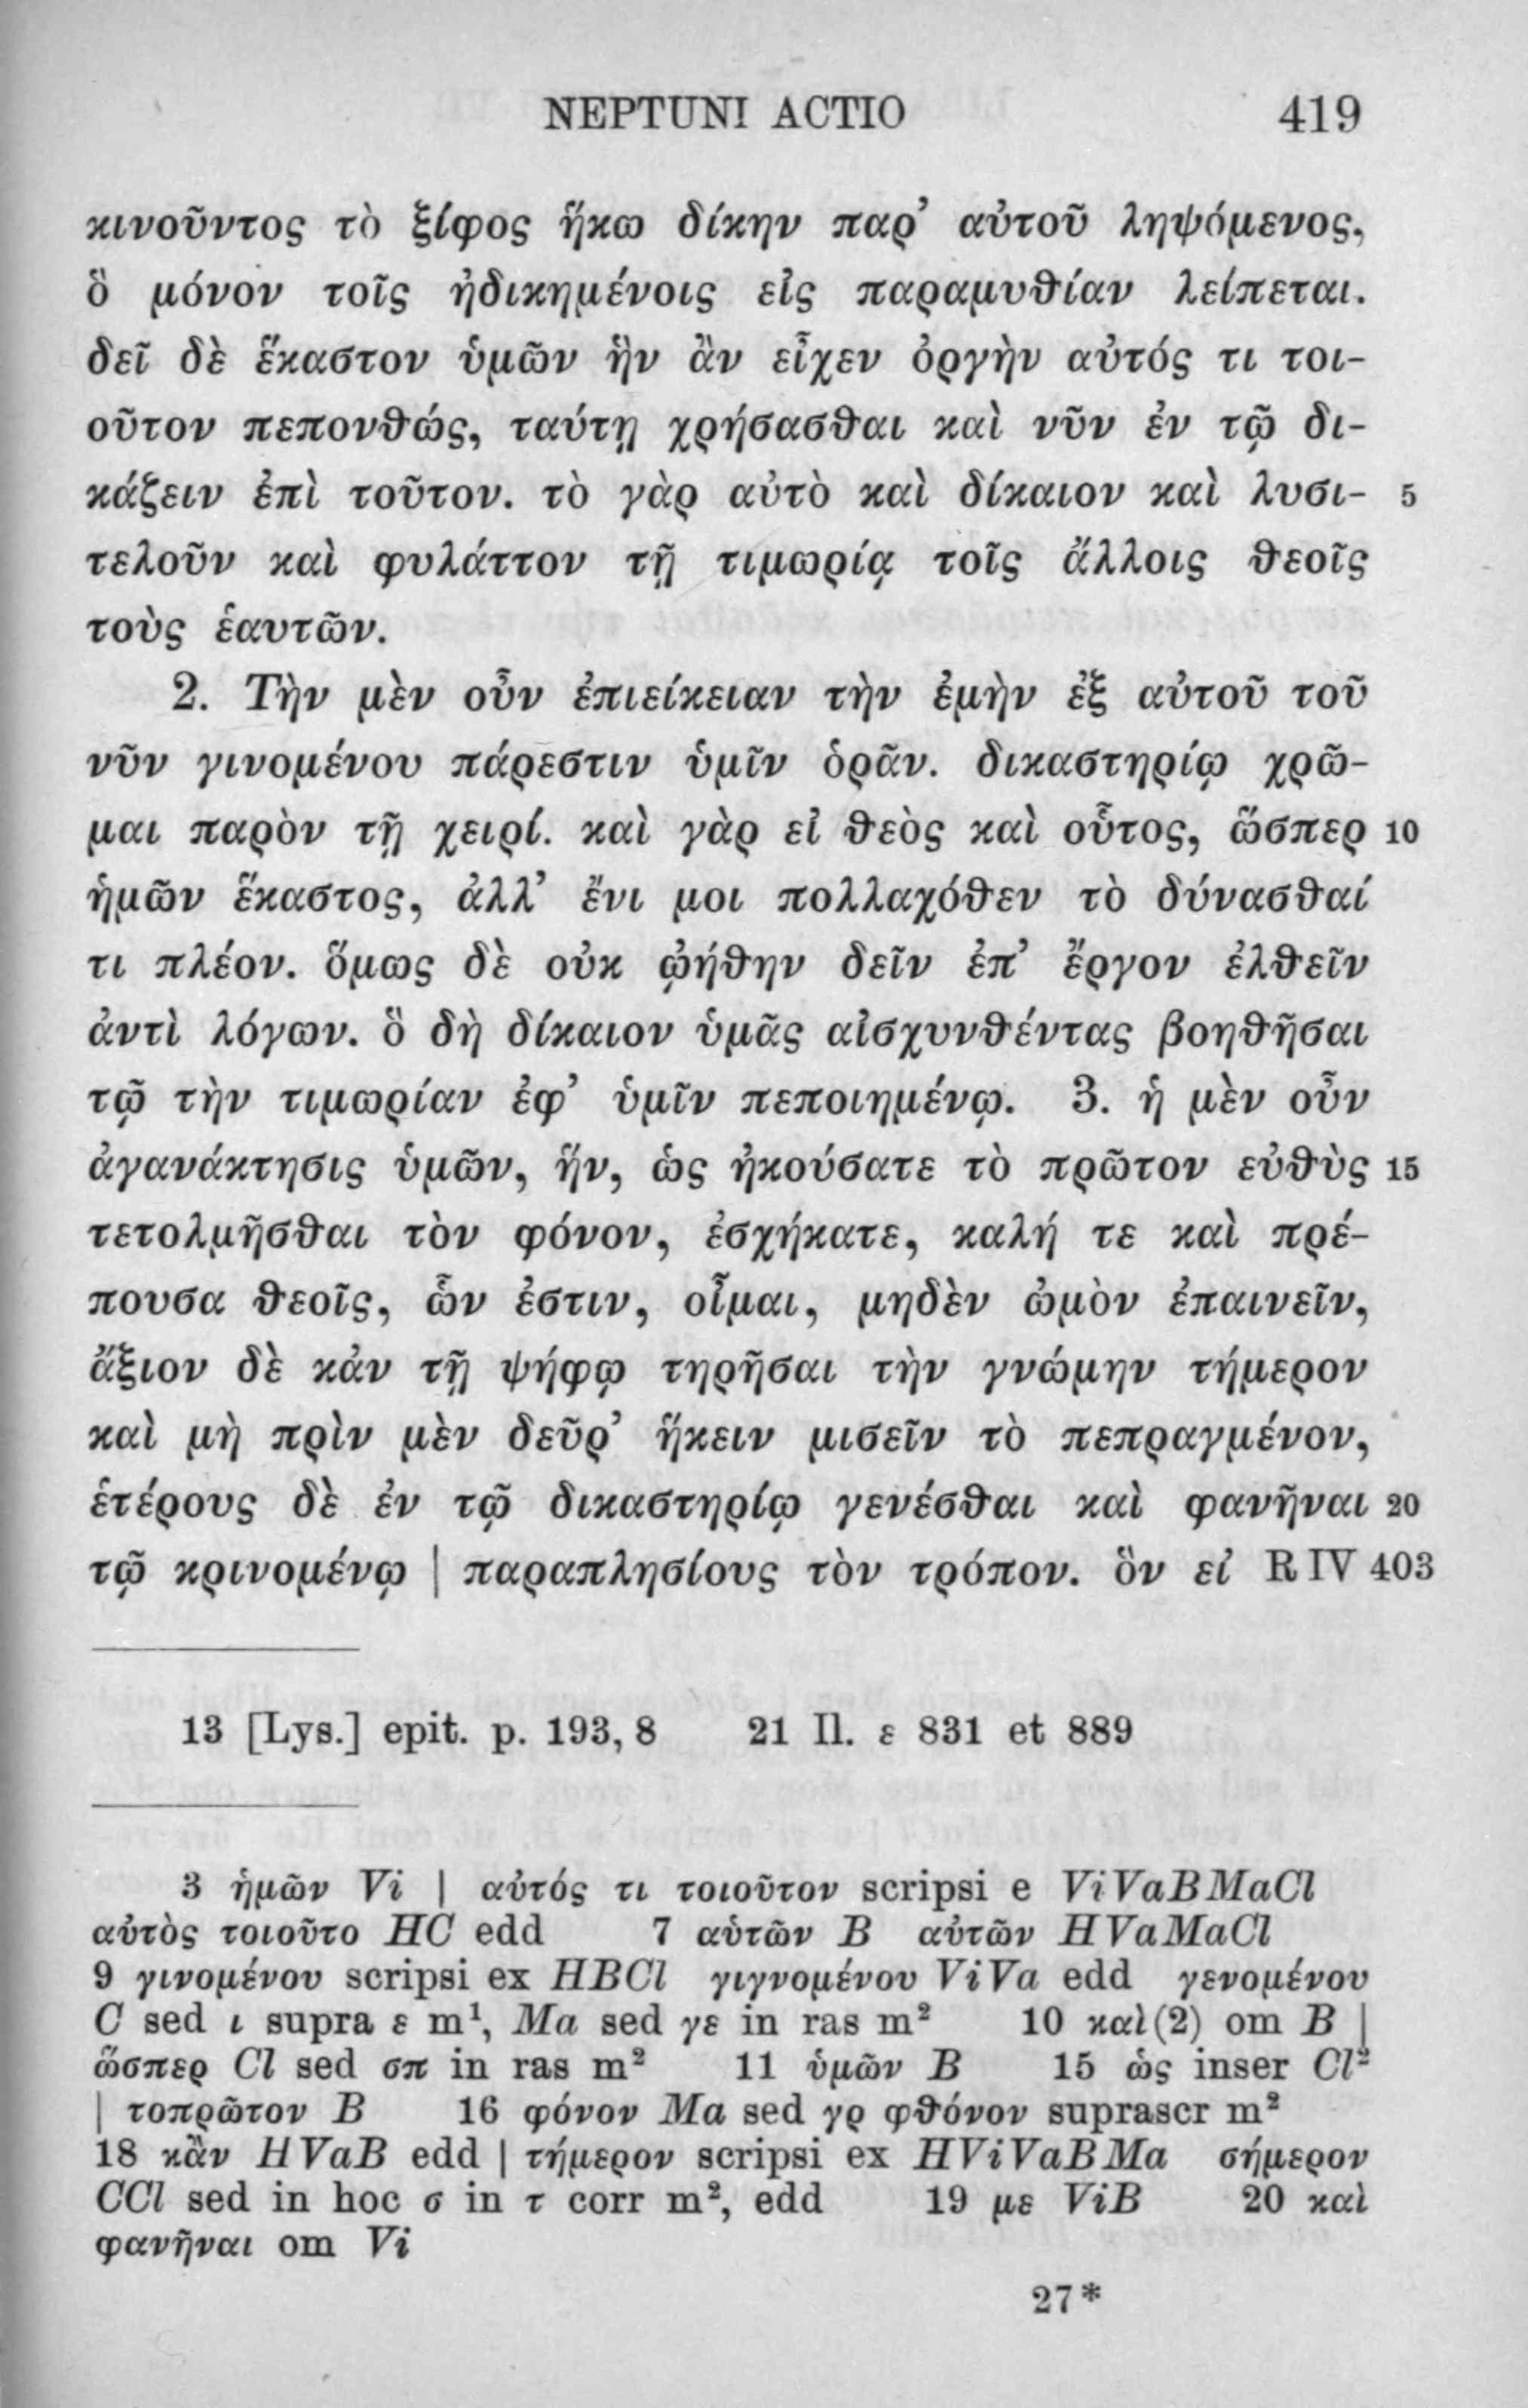 NEPTUNI ACTIO 419
κινοῦντος τὸ ξίφος ἥκω δίκην παρ’ αὐτοῦ ληψόμενος,
ὃ μόνον τοῖς ἠδικημένοις εἰς παραμυθίαν λείπεται.
δεῖ δὲ ἕκαστον ὑμῶν ἣν ἂν εἶχεν ὀργὴν αὐτός τι τοι-
οῦτον πεπονθώς, ταύτῃ χρήσασθαι καὶ νῦν ἐν τῷ δι-
κάζειν ἐπὶ τοῦτον. τὸ γὰρ αὐτὸ καὶ δίκαιον καὶ λυσι- 5
τελοῦν καὶ φυλάττον τῇ τιμωρίᾳ τοῖς ἄλλοις θεοῖς
τοὺς ἑαυτῶν.
2. Τὴν μὲν οὖν ἐπιείκειαν τὴν ἐμὴν ἐξ αὐτοῦ τοῦ
νῦν γινομένου πάρεστιν ὑμῖν ὁρᾶν. δικαστηρίῳ χρῶ-
μαι παρὸν τῇ χειρί. καὶ γὰρ εἰ θεὸς καὶ οὗτος, ὥσπερ 10
ἡμῶν ἕκαστος, ἀλλ’ ἔνι μοι πολλαχόθεν τὸ δύνασθαί
τι πλέον. ὅμως δὲ οὐκ ᾠήθην δεῖν ἐπ’ ἔργον ἐλθεῖν
ἀντὶ λόγων. ὃ δὴ δίκαιον ὑμᾶς αἰσχυνθέντας βοηθῆσαι
τῷ τὴν τιμωρίαν ἐφ’ ὑμῖν πεποιημένῳ. 3. ἡ μὲν οὖν
ἀγανάκτησις ὑμῶν, ἥν, ὡς ἠκούσατε τὸ πρῶτον εὐθὺς 15
τετολμῆσθαι τὸν φόνον, ἐσχήκατε, καλή τε καὶ πρέ-
πουσα θεοῖς, ὧν ἐστιν, οἶμαι, μηδὲν ὠμὸν ἐπαινεῖν,
ἄξιον δὲ κἀν τῇ ψήφῳ τηρῆσαι τὴν γνώμην τήμερον
καὶ μὴ πρὶν μὲν δεῦρ’ ἥκειν μισεῖν τὸ πεπραγμένον,
ἑτέρους δὲ ἐν τῷ δικαστηρίῳ γενέσθαι καὶ φανῆναι 20
τῷ κρινομένῳ | παραπλησίους τὸν τρόπον. ὃν εἰ R IV 403
13 [Lys.] epit. p. 193, 8 21 Il. ε 831 et 889
3 ἡμῶν Vi | αὐτός τι τοιοῦτον scripsi e ViVaBMaCl
αὐτὸς τοιοῦτο HC edd 7 αὑτῶν B αὐτῶν HVaMaCl
9 γινομένου scripsi ex HBCl γιγνομένου ViVa edd γενομένου
C sed ι supra ε m¹, Ma sed γε in ras m² 10 καὶ(2) om B |
ὥσπερ Cl sed σπ in ras m² 11 ὑμῶν B 15 ὡς inser Cl²
| τοπρῶτον B 16 φόνον Ma sed γρ φθόνον suprascr m²
18 κἂν HVaB edd | τήμερον scripsi ex HViVaBMa σήμερον
CCl sed in hoc σ in τ corr m², edd 19 με ViB 20 καὶ
φανῆναι om Vi
27*